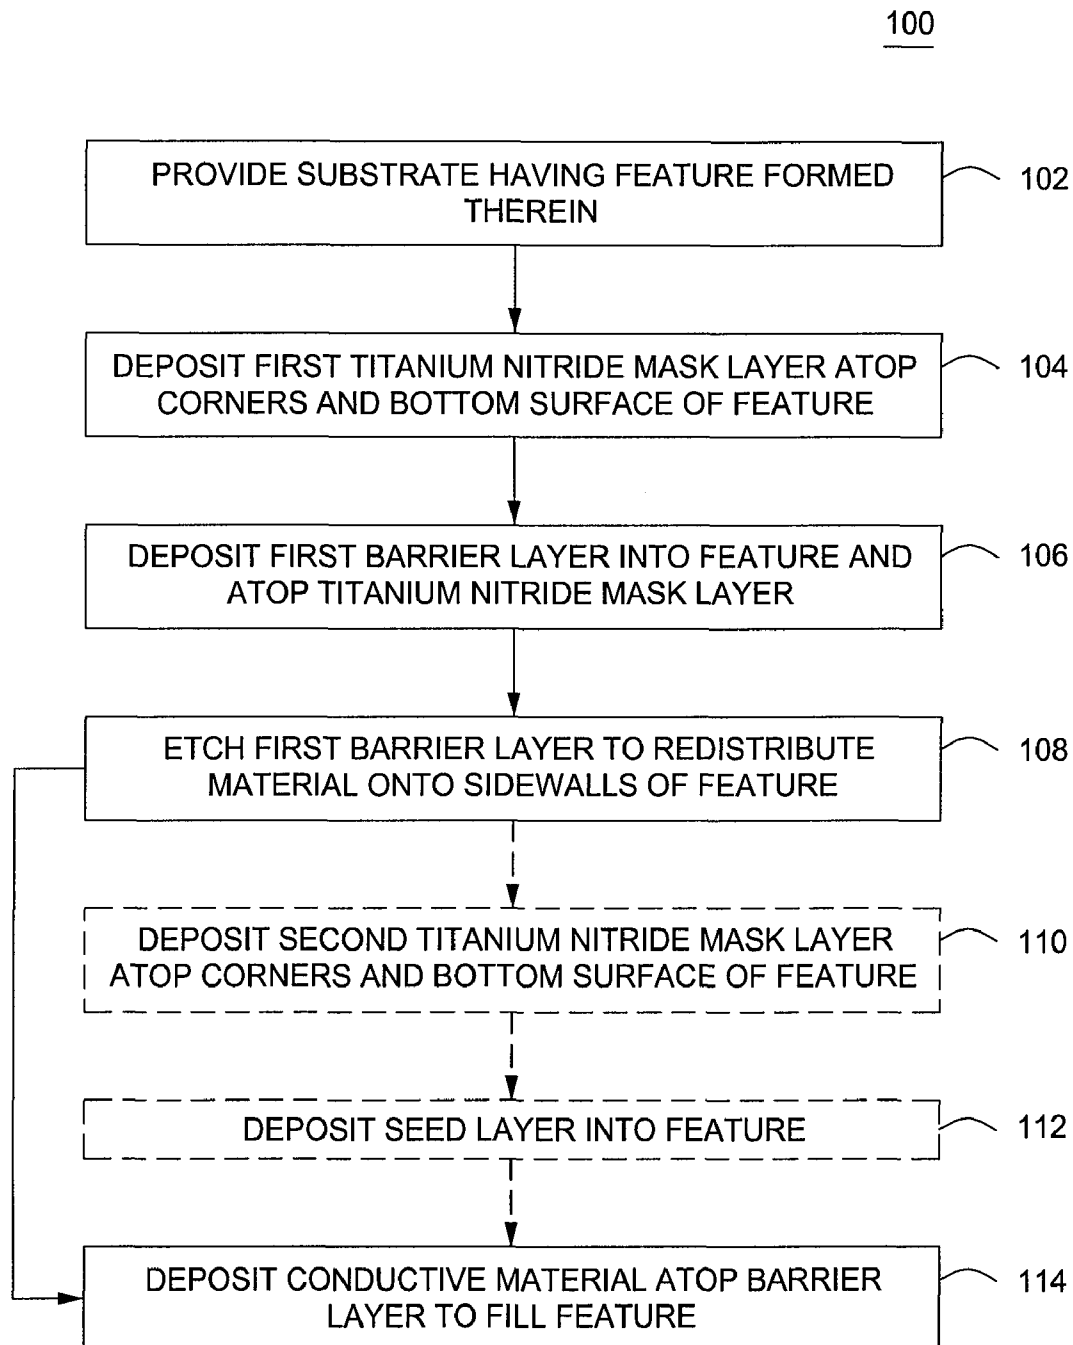 100
PROVIDE SUBSTRATE HAVING FEATURE FORMED
THEREIN
102
DEPOSIT FIRST TITANIUM NITRIDE MASK LAYER ATOP
CORNERS AND BOTTOM SURFACE OF FEATURE
104
DEPOSIT FIRST BARRIER LAYER INTO FEATURE AND
ATOP TITANIUM NITRIDE MASK LAYER
106
ETCH FIRST BARRIER LAYER TO REDISTRIBUTE
MATERIAL ONTO SIDEWALLS OF FEATURE
108
DEPOSIT SECOND TITANIUM NITRIDE MASK LAYER
ATOP CORNERS AND BOTTOM SURFACE OF FEATURE
110
DEPOSIT SEED LAYER INTO FEATURE
112
DEPOSIT CONDUCTIVE MATERIAL ATOP BARRIER
LAYER TO FILL FEATURE
114